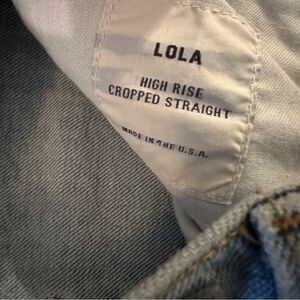 LOLA
HIGH RISE
CROPPED STRAIGHT
MADE IN THE U.S.A.